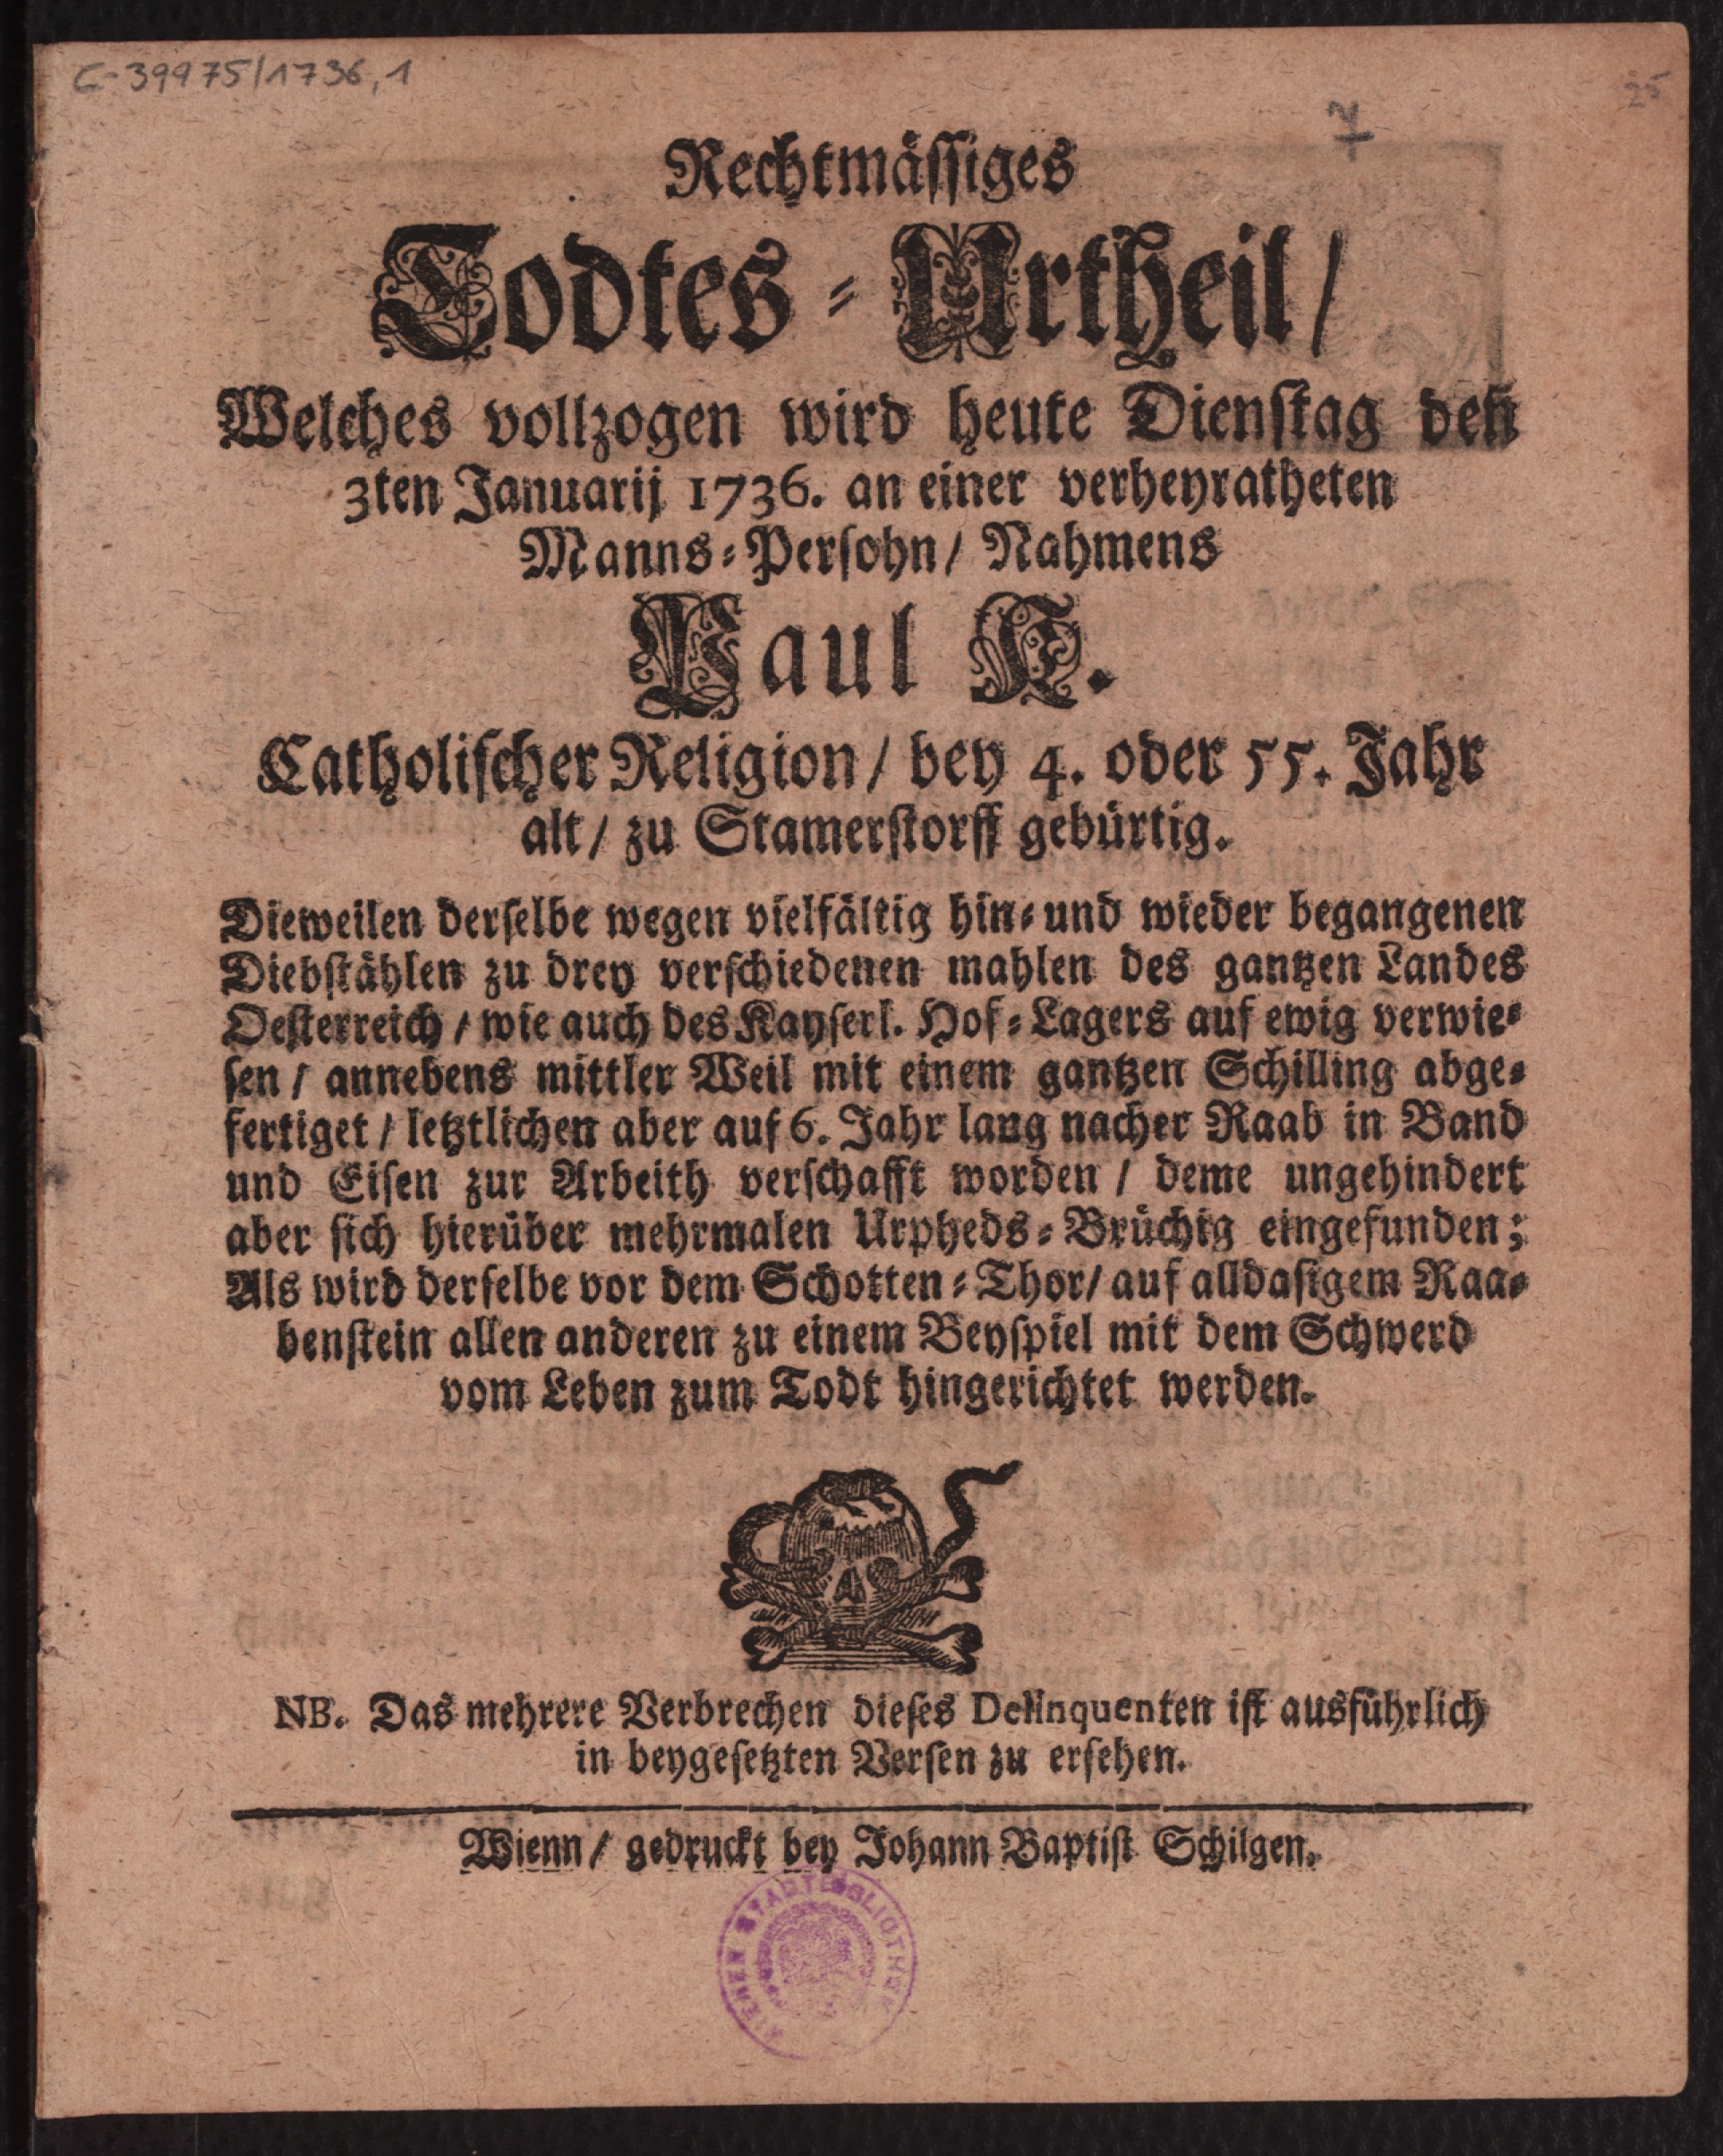 C-39975/1736,1
25
7
Rechtmässiges
Todtes-Urtheil/
Welches vollzogen wird heute Dienstag den
3ten Januarij 1736. an einer verheyratheten
Manns-Persohn/ Nahmens
Paul N.
Catholischer Religion/ bey 4. oder 55. Jahr
alt/ zu Stamerstorff gebürtig.
Dieweilen derselbe wegen vielfältig hin- und wieder begangenen
Diebstählen zu drey verschiedenen mahlen des gantzen Landes
Oesterreich/ wie auch des Kayserl. Hof-Lagers auf ewig verwie-
sen/ annebens mittler Weil mit einem gantzen Schilling abge-
fertiget/ letztlichen aber auf 6. Jahr lang nacher Raab in Band
und Eisen zur Arbeith verschafft worden/ deme ungehindert
aber sich hierüber mehrmalen Urpheds-Brüchig eingefunden;
Als wird derselbe vor dem Schotten-Thor/ auf alldasigem Raa-
benstein allen anderen zu einem Beyspiel mit dem Schwerd
vom Leben zum Todt hingerichtet werden.
NB. Das mehrere Verbrechen dieses Delinquenten ist ausführlich
in beygesetzten Versen zu ersehen.
Wienn/ gedruckt bey Johann Baptist Schilgen.
WIENER STADTBIBLIOTHEK